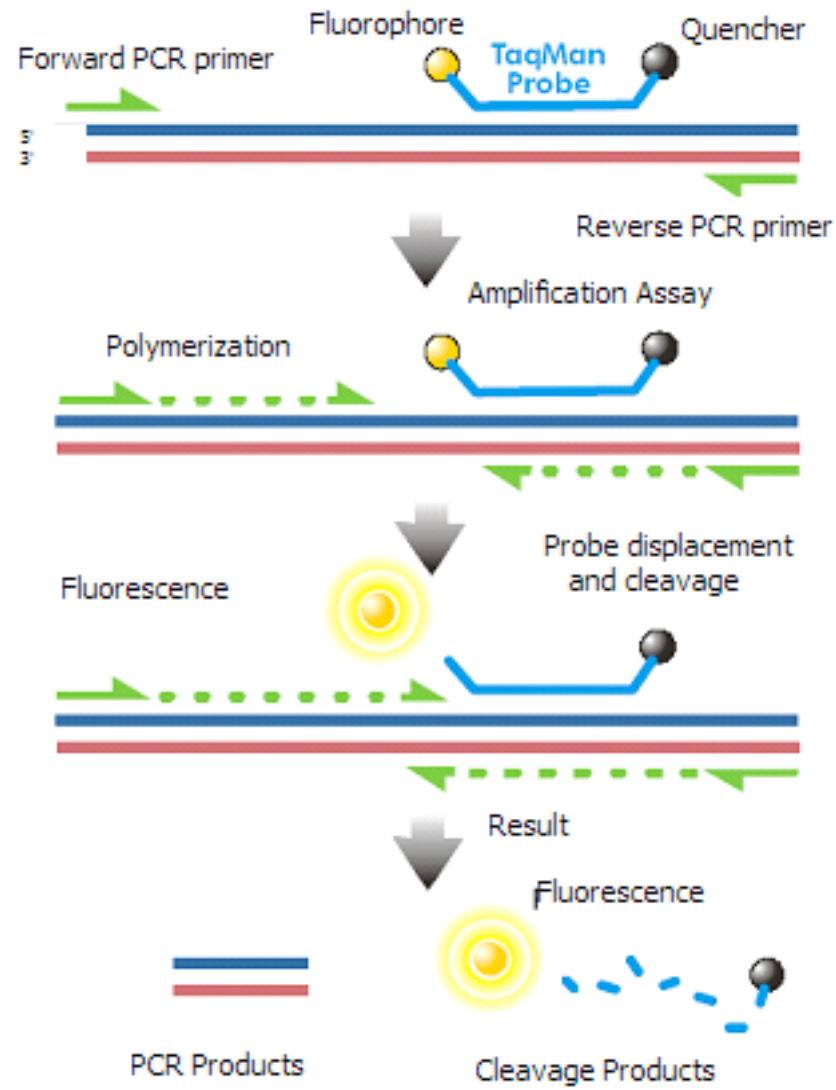 Fluorophore
Quencher
TaqMan
Probe
Forward PCR primer
5'
3'
Reverse PCR primer
Amplification Assay
Polymerization
Probe displacement
and cleavage
Fluorescence
Result
Fluorescence
PCR Products
Cleavage Products